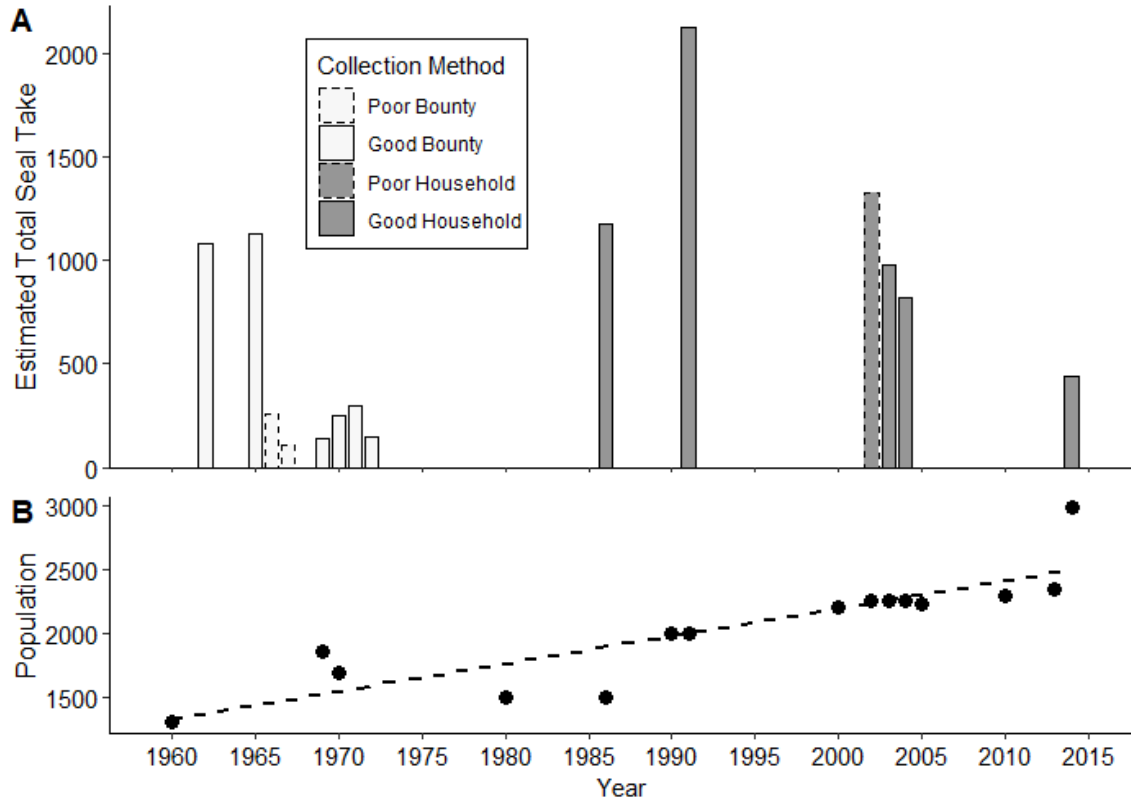 A
Estimated Total Seal Take
2000
1500
1000
500
0
Collection Method
Poor Bounty
Good Bounty
Poor Household
Good Household
B
Population
3000
2500
2000
1500
1960 1965 1970 1975 1980 1985 1990 1995 2000 2005 2010 2015
Year